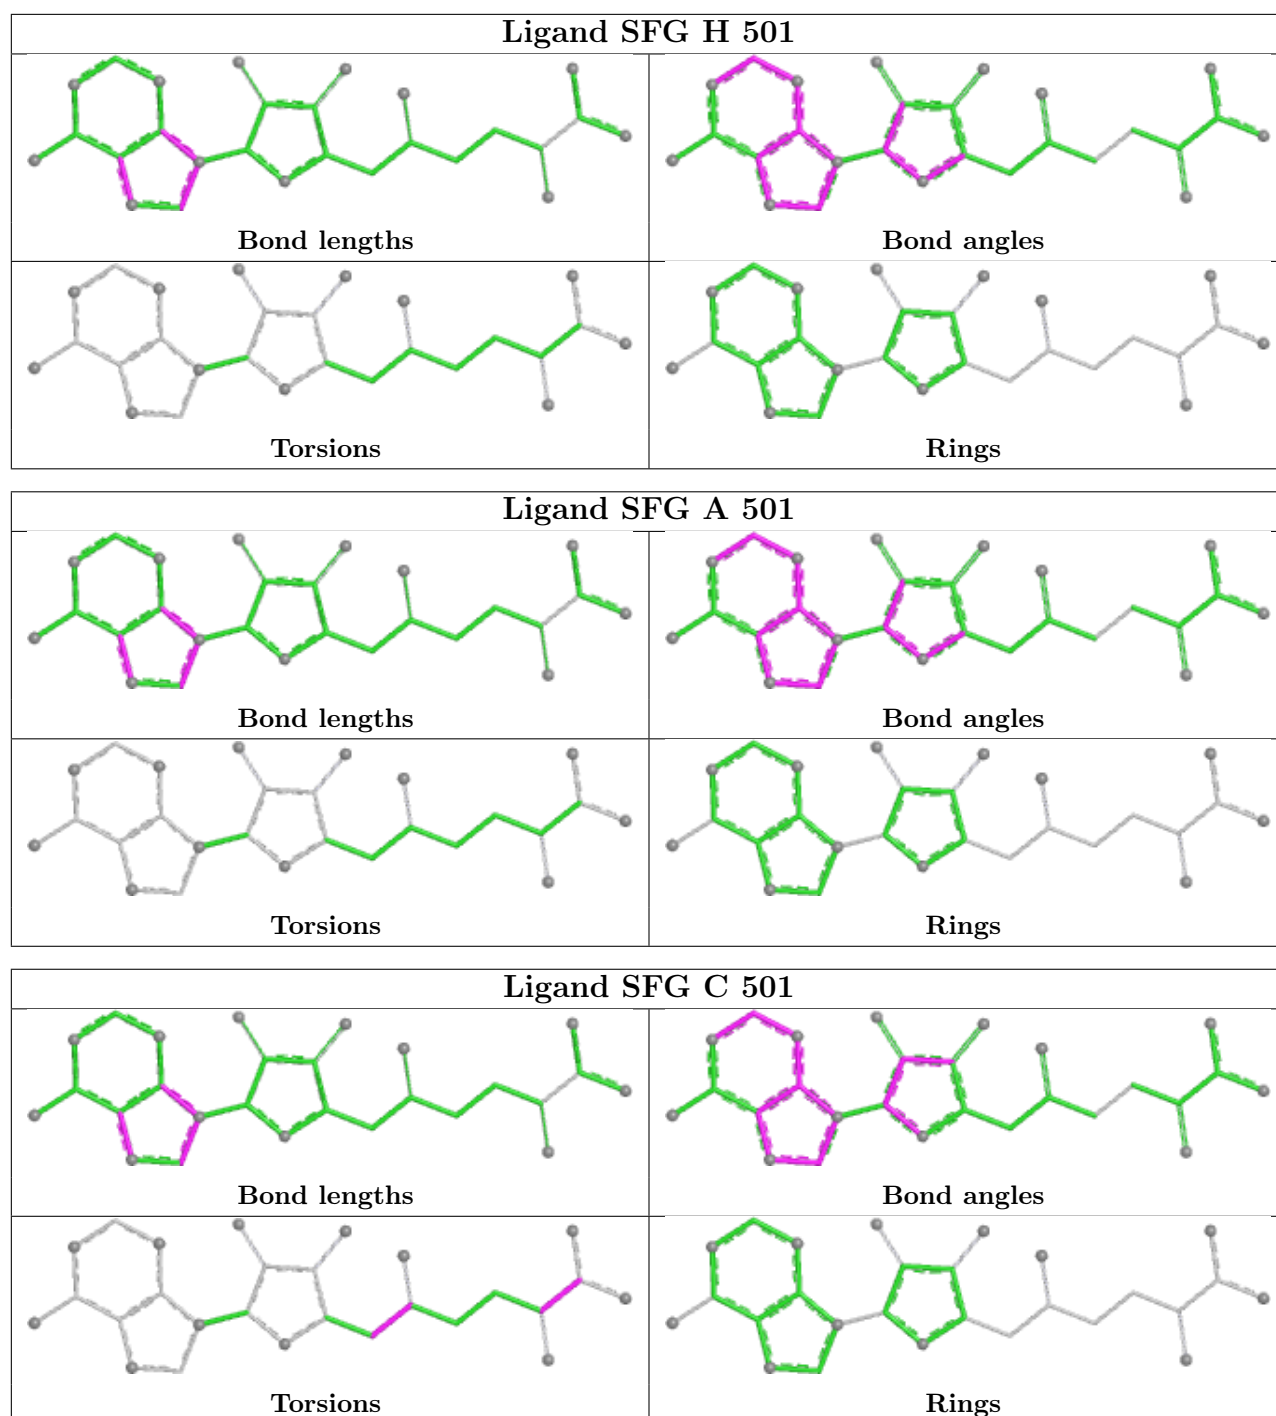 Ligand SFG H 501
Bond lengths
Bond angles
Torsions
Rings
Ligand SFG A 501
Bond lengths
Bond angles
Torsions
Rings
Ligand SFG C 501
Bond lengths
Bond angles
Torsions
Rings